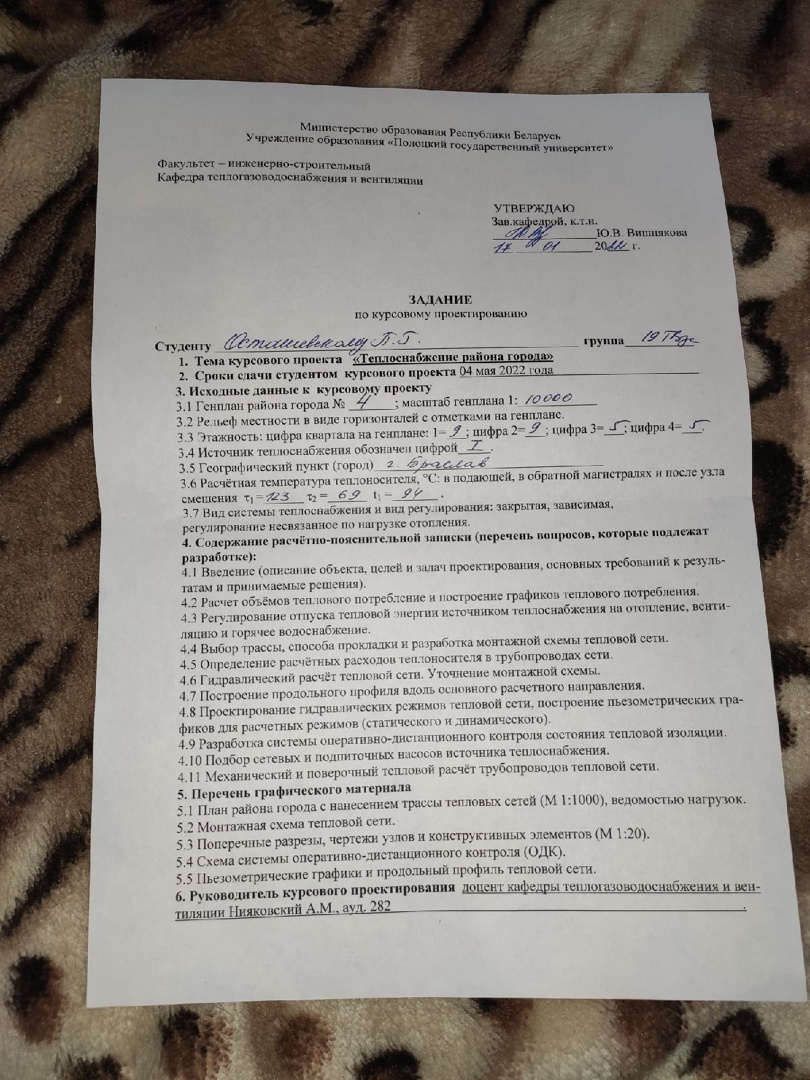 Министерство образования Республики Беларусь
Учреждение образования «Полоцкий государственный университет»
Факультет – инженерно-строительный
Кафедра теплогазоводоснабжения и вентиляции
УТВЕРЖДАЮ
Зав.кафедрой, к.т.н.
Ю.В. Вишнякова
17 01 2022 г.
ЗАДАНИЕ
по курсовому проектированию
Студенту Осташевскому П.Г. группа
1. Тема курсового проекта «Теплоснабжение района города»
2. Сроки сдачи студентом курсового проекта 04 мая 2022 года
3. Исходные данные к курсовому проекту
3.1 Генплан района города № 4 ; масштаб генплана 1: 10000
3.2 Рельеф местности в виде горизонталей с отметками на генплане.
3.3 Этажность: цифра квартала на генплане: 1= 9 ; цифра 2= 9 ; цифра 3= 5 ; цифра 4= 5 .
3.4 Источник теплоснабжения обозначен цифрой I .
3.5 Географический пункт (город) г. Браслав
3.6 Расчётная температура теплоносителя, °С: в подающей, в обратной магистралях и после узла
смешения τ1 = 123 τ2 = 69 t1 = 94 .
3.7 Вид системы теплоснабжения и вид регулирования: закрытая, зависимая,
регулирование несвязанное по нагрузке отопления.
4. Содержание расчётно-пояснительной записки (перечень вопросов, которые подлежат
разработке):
4.1 Введение (описание объекта, целей и задач проектирования, основных требований к резуль-
татам и принимаемые решения).
4.2 Расчет объёмов теплового потребление и построение графиков теплового потребления.
4.3 Регулирование отпуска тепловой энергии источником теплоснабжения на отопление, венти-
ляцию и горячее водоснабжение.
4.4 Выбор трассы, способа прокладки и разработка монтажной схемы тепловой сети.
4.5 Определение расчётных расходов теплоносителя в трубопроводах сети.
4.6 Гидравлический расчёт тепловой сети. Уточнение монтажной схемы.
4.7 Построение продольного профиля вдоль основного расчетного направления.
4.8 Проектирование гидравлических режимов тепловой сети, построение пьезометрических гра-
фиков для расчетных режимов (статического и динамического).
4.9 Разработка системы оперативно-дистанционного контроля состояния тепловой изоляции.
4.10 Подбор сетевых и подпиточных насосов источника теплоснабжения.
4.11 Механический и поверочный тепловой расчёт трубопроводов тепловой сети.
5. Перечень графического материала
5.1 План района города с нанесением трассы тепловых сетей (М 1:1000), ведомостью нагрузок.
5.2 Монтажная схема тепловой сети.
5.3 Поперечные разрезы, чертежи узлов и конструктивных элементов (М 1:20).
5.4 Схема системы оперативно-дистанционного контроля (ОДК).
5.5 Пьезометрические графики и продольный профиль тепловой сети.
6. Руководитель курсового проектирования доцент кафедры теплогазоводоснабжения и вен-
тиляции Нияковский А.М., ауд. 282 .